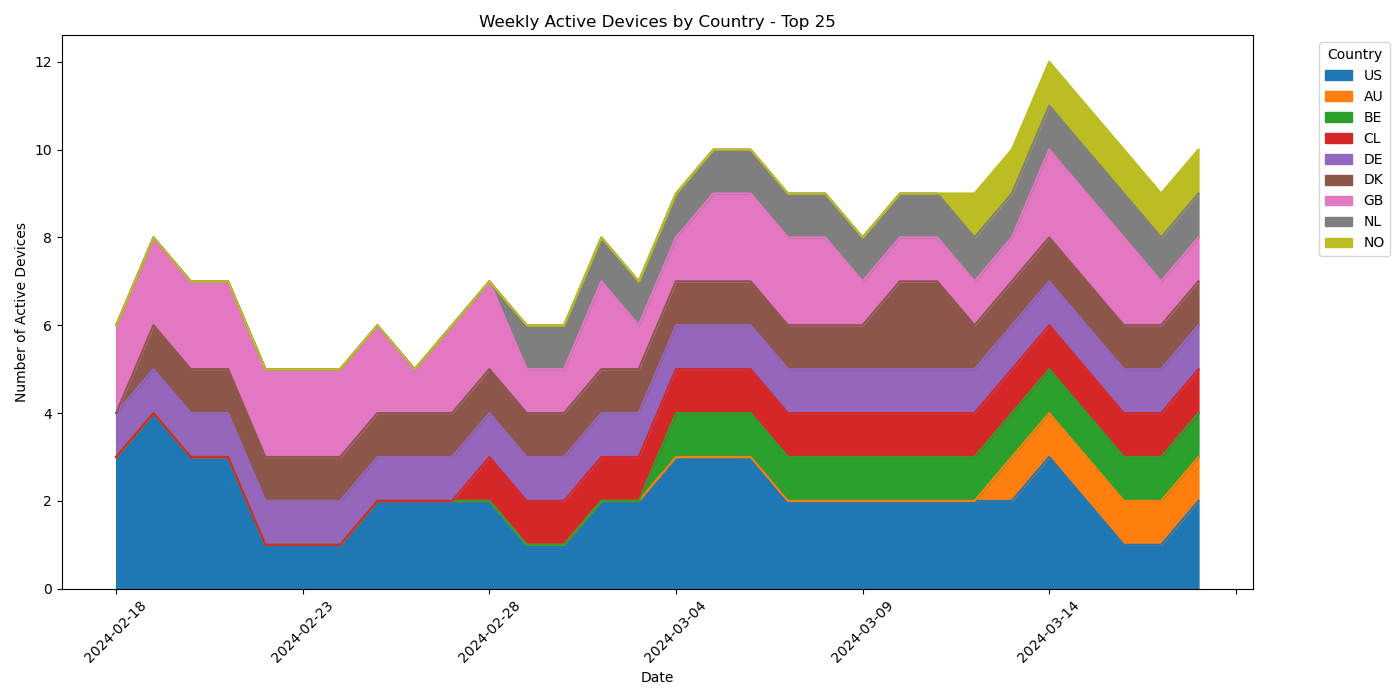 Weekly Active Devices by Country - Top 25
Number of Active Devices
12
10
8
6
4
2
0
2024-02-18
2024-02-23
2024-02-28
2024-03-04
2024-03-09
2024-03-14
Date
Country
US
AU
BE
CL
DE
DK
GB
NL
NO